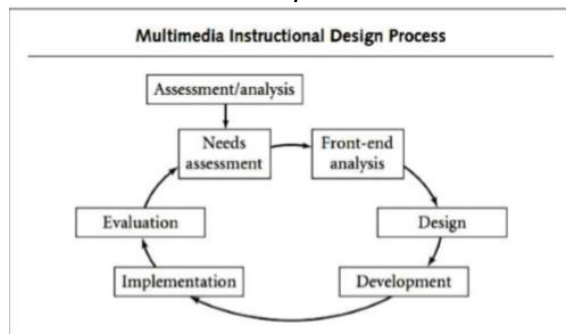 Multimedia Instructional Design Process
Assessment/analysis
Needs
assessment
Front-end
analysis
Evaluation
Design
Implementation
Development